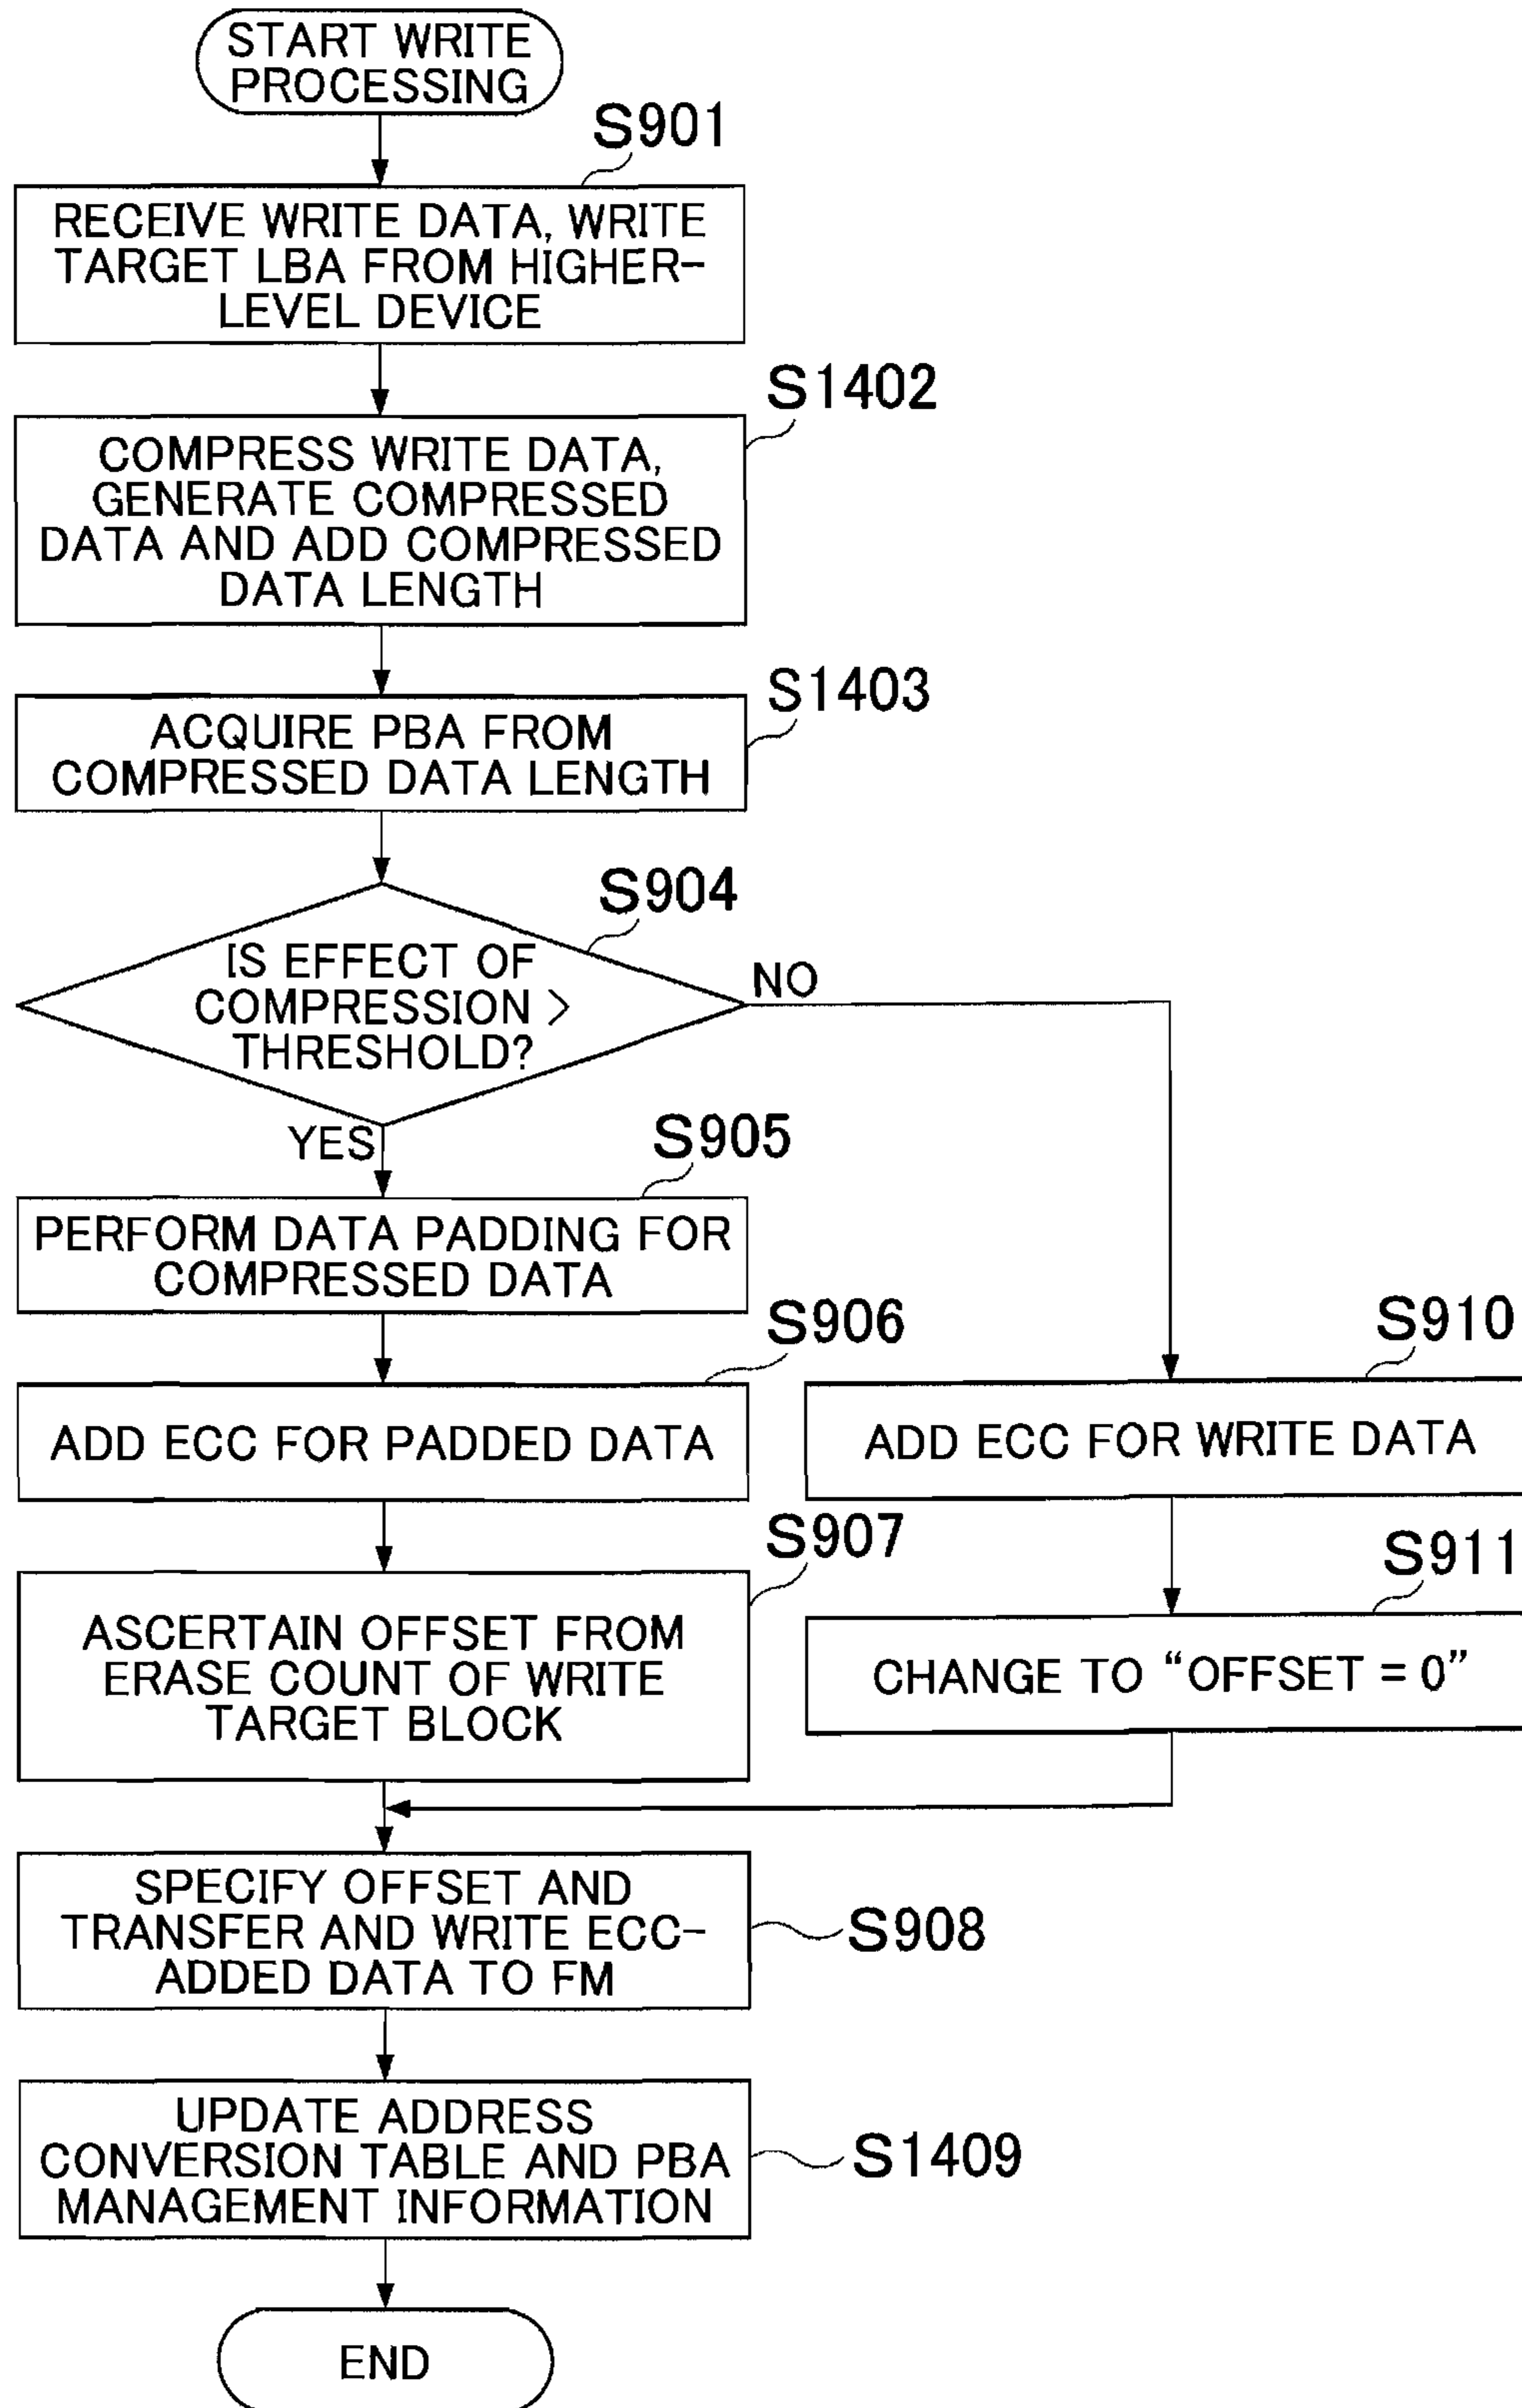 START WRITE
PROCESSING
S901
RECEIVE WRITE DATA, WRITE
TARGET LBA FROM HIGHER-
LEVEL DEVICE
S1402
COMPRESS WRITE DATA,
GENERATE COMPRESSED
DATA AND ADD COMPRESSED
DATA LENGTH
S1403
ACQUIRE PBA FROM
COMPRESSED DATA LENGTH
S904
IS EFFECT OF
COMPRESSION >
THRESHOLD?
NO
YES
S905
PERFORM DATA PADDING FOR
COMPRESSED DATA
S906
ADD ECC FOR PADDED DATA
S910
ADD ECC FOR WRITE DATA
S907
ASCERTAIN OFFSET FROM
ERASE COUNT OF WRITE
TARGET BLOCK
S911
CHANGE TO “OFFSET = 0”
SPECIFY OFFSET AND
TRANSFER AND WRITE ECC-
ADDED DATA TO FM
S908
UPDATE ADDRESS
CONVERSION TABLE AND PBA
MANAGEMENT INFORMATION
S1409
END